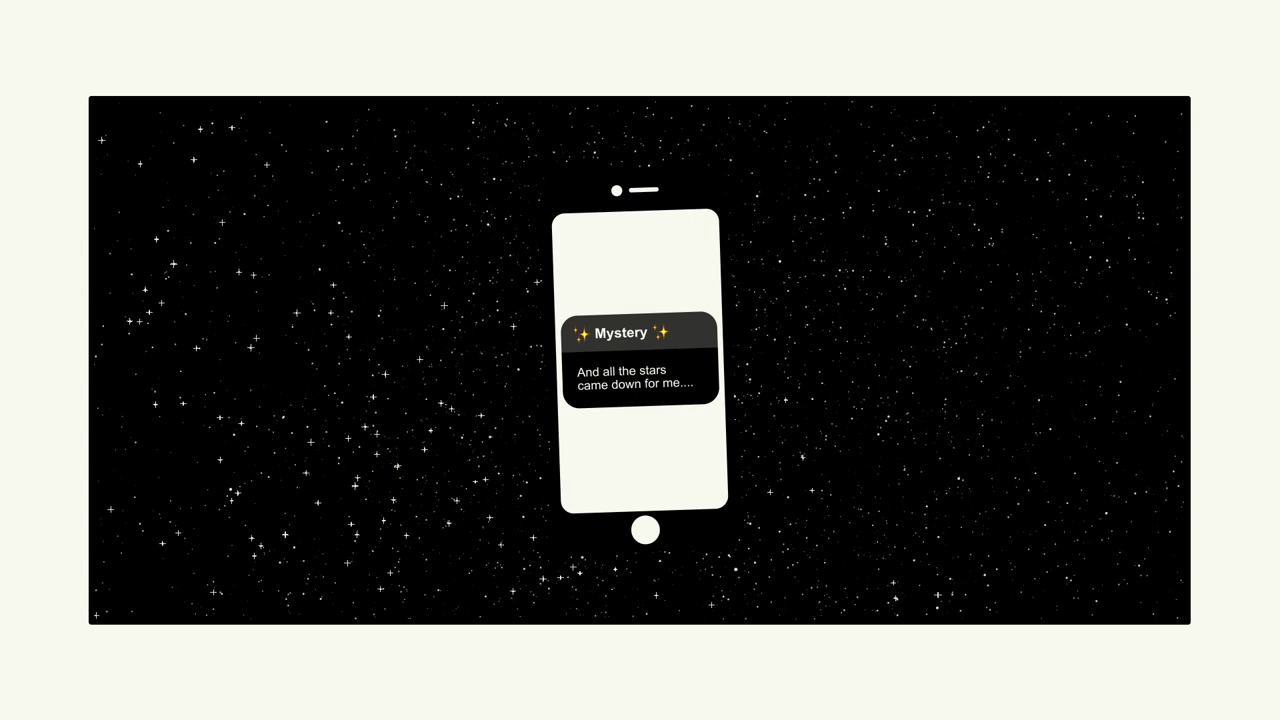 ✨ Mystery ✨
And all the stars
came down for me....